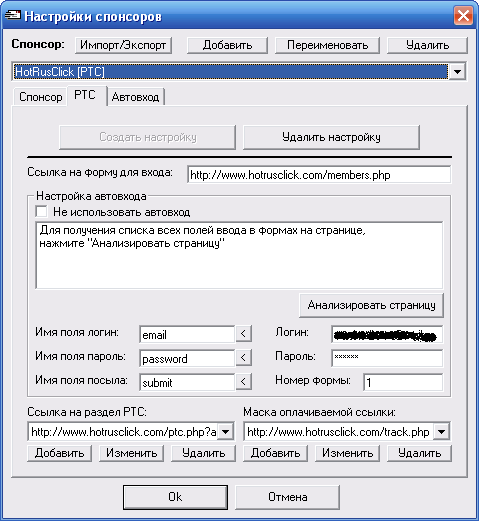 Настройки спонсоров
Спонсор: Импорт/Экспорт Добавить Переименовать Удалить
HotRusClick [PTC]
Спонсор PTC Автовход
Создать настройку Удалить настройку
Ссылка на форму для входа: http://www.hotrusclick.com/members.php
Настройка автовхода
Не использовать автовход
Для получения списка всех полей ввода в формах на странице,
нажмите "Анализировать страницу"
Анализировать страницу
Имя поля логин: email < Логин:
Имя поля пароль: password < Пароль: ******
Имя поля посыла: submit < Номер формы: 1
Ссылка на раздел PTC: Маска оплачиваемой ссылки:
http://www.hotrusclick.com/ptc.php?a http://www.hotrusclick.com/track.php
Добавить Изменить Удалить Добавить Изменить Удалить
Ok Отмена